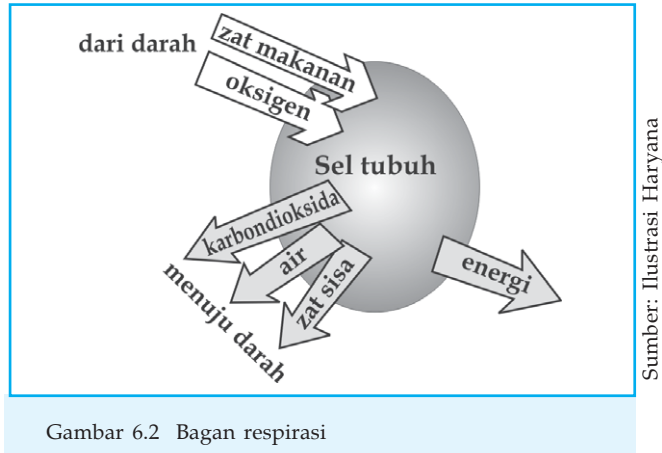 dari darah
zat makanan
oksigen
Sel tubuh
karbondioksida
air
zat sisa
menuju darah
energi
Sumber: Ilustrasi Haryana
Gambar 6.2 Bagan respirasi